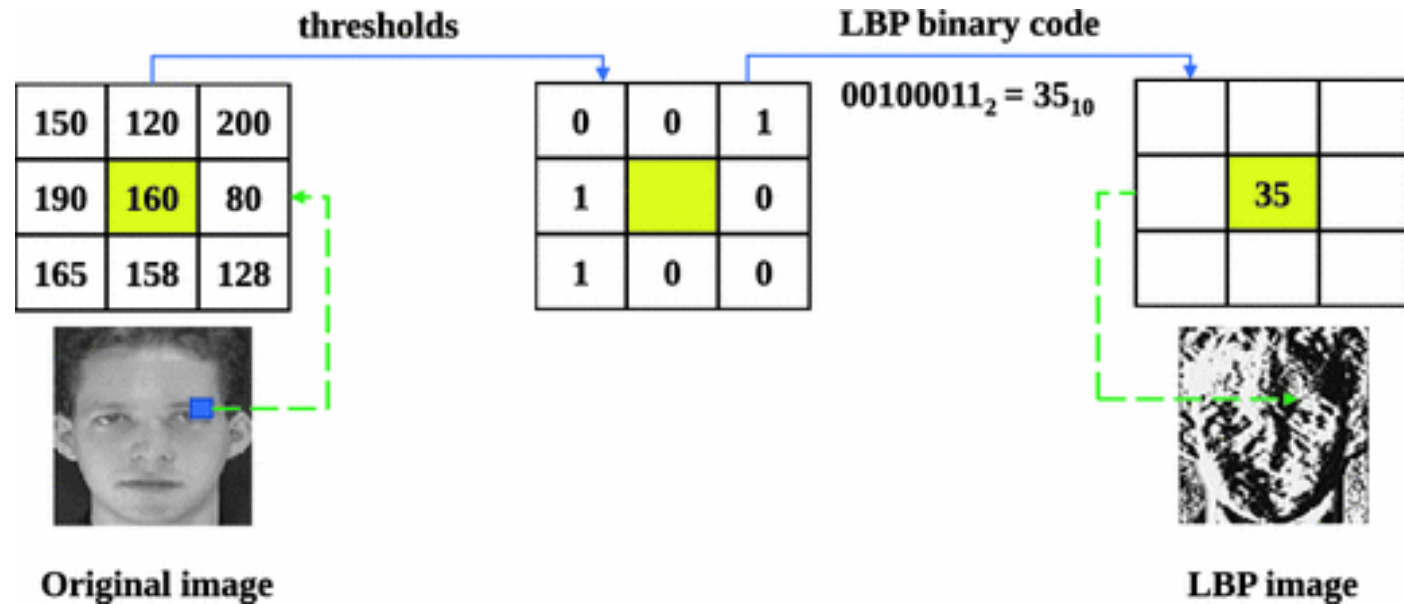 thresholds
LBP binary code
00100011₂ = 35₁₀
150 120 200
190 160 80
165 158 128
0 0 1
1 0
1 0 0
35
Original image
LBP image